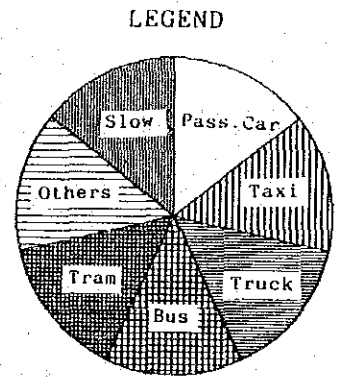 LEGEND
Slow
Pass.Car
Others
Taxi
Tram
Truck
Bus